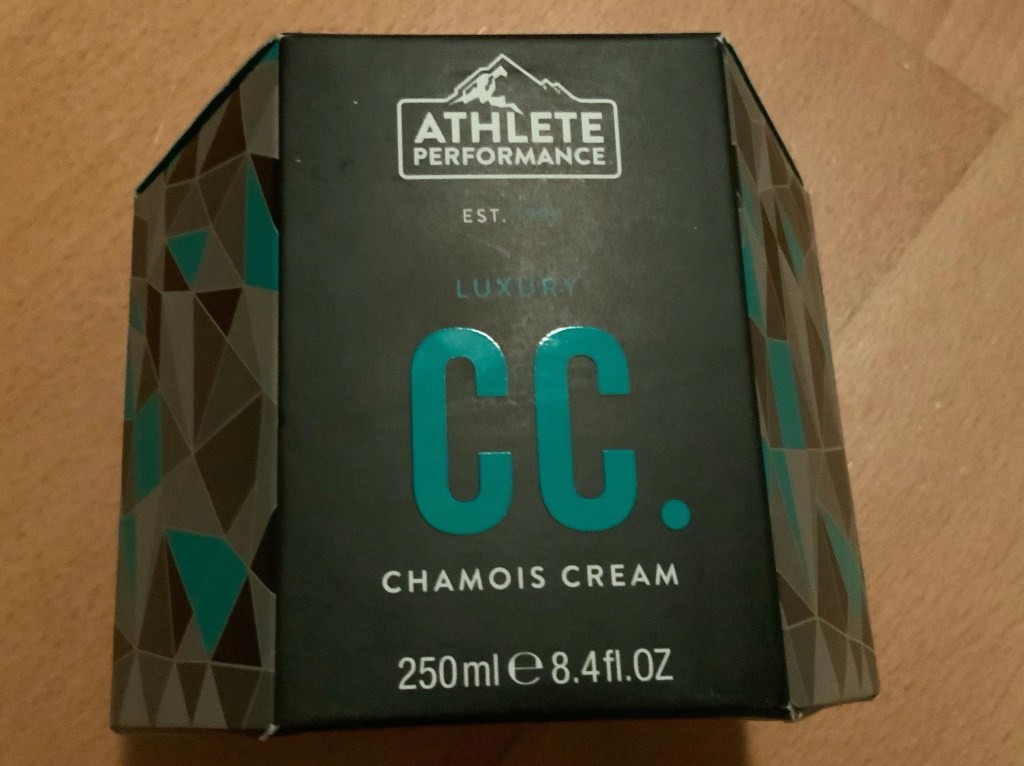 ATHLETE
PERFORMANCE
EST.
LUXURY
CC.
CHAMOIS CREAM
250ml e 8.4fl.OZ